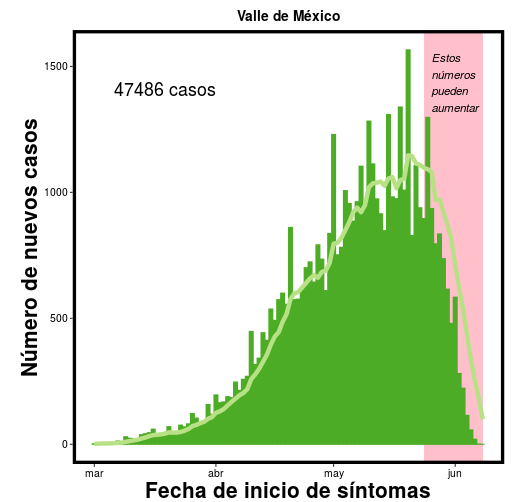 Valle de México
47486 casos
Estos
números
pueden
aumentar
Número de nuevos casos
1500
1000
500
0
mar abr may jun
Fecha de inicio de síntomas